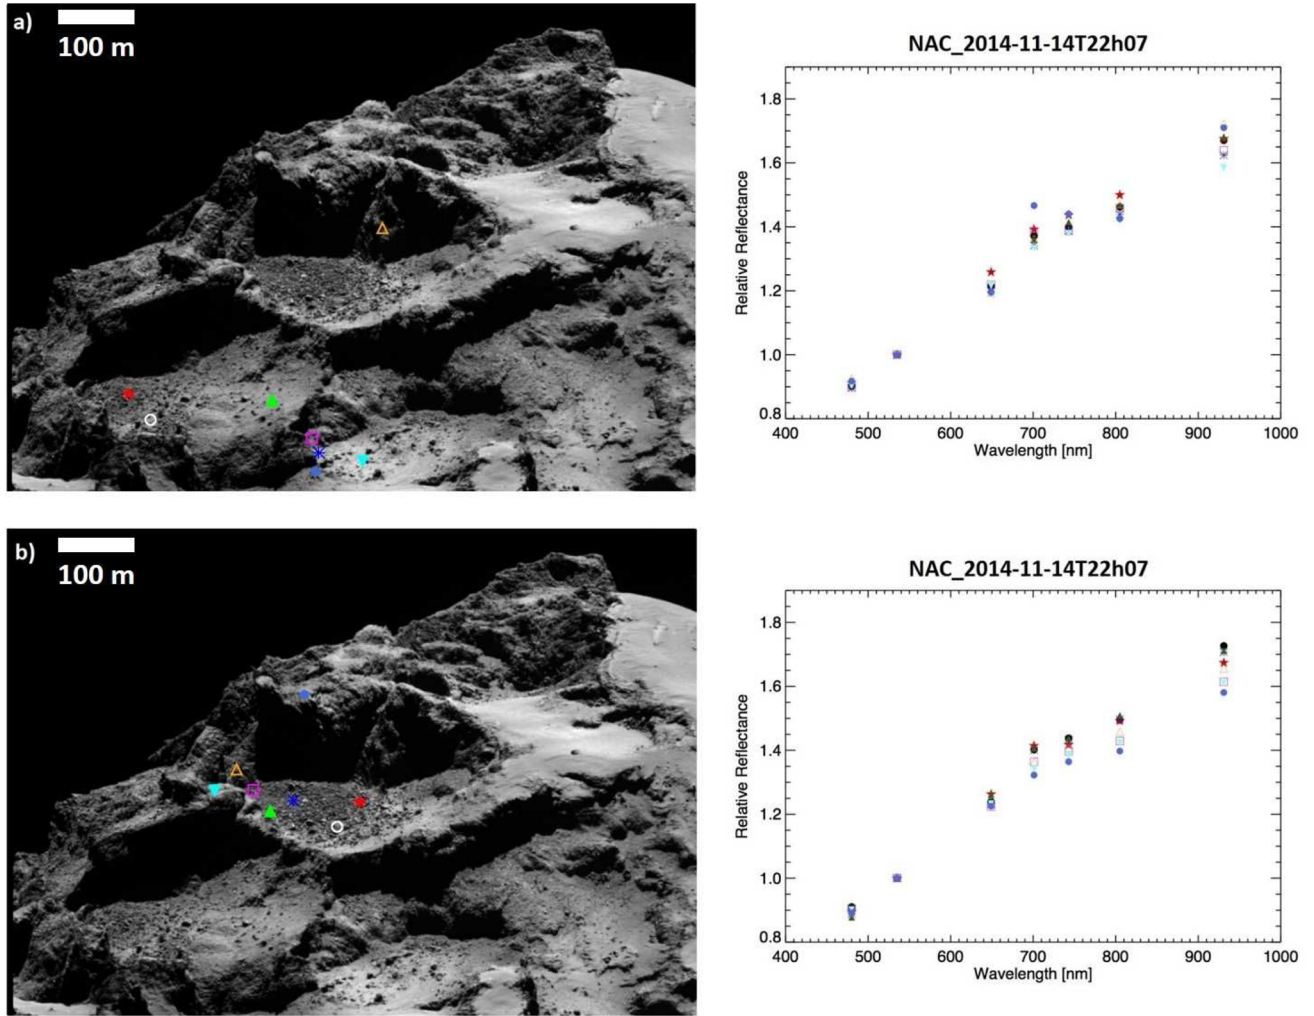 a)
100 m
NAC_2014-11-14T22h07
1.8
1.6
1.4
1.2
1.0
0.8
Relative Reflectance
400 500 600 700 800 900 1000
Wavelength [nm]
b)
100 m
NAC_2014-11-14T22h07
1.8
1.6
1.4
1.2
1.0
0.8
Relative Reflectance
400 500 600 700 800 900 1000
Wavelength [nm]